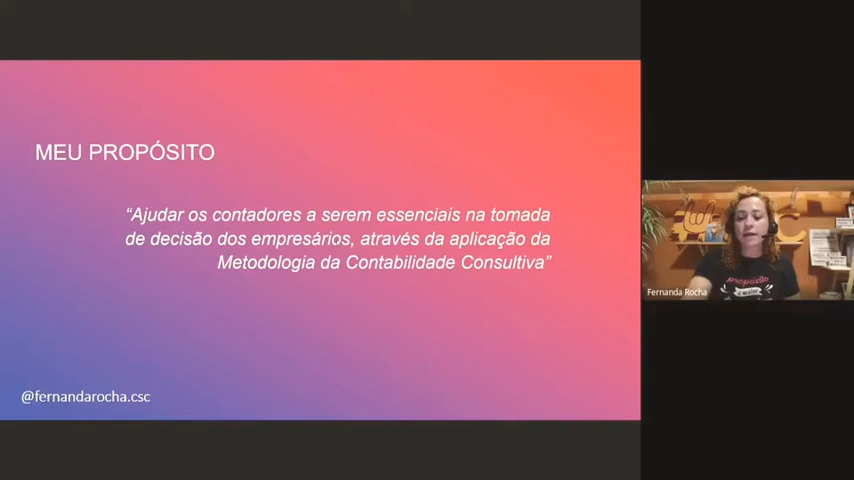 MEU PROPÓSITO
“Ajudar os contadores a serem essenciais na tomada
de decisão dos empresários, através da aplicação da
Metodologia da Contabilidade Consultiva”
@fernandarocha.csc
Fernanda Rocha
propósito